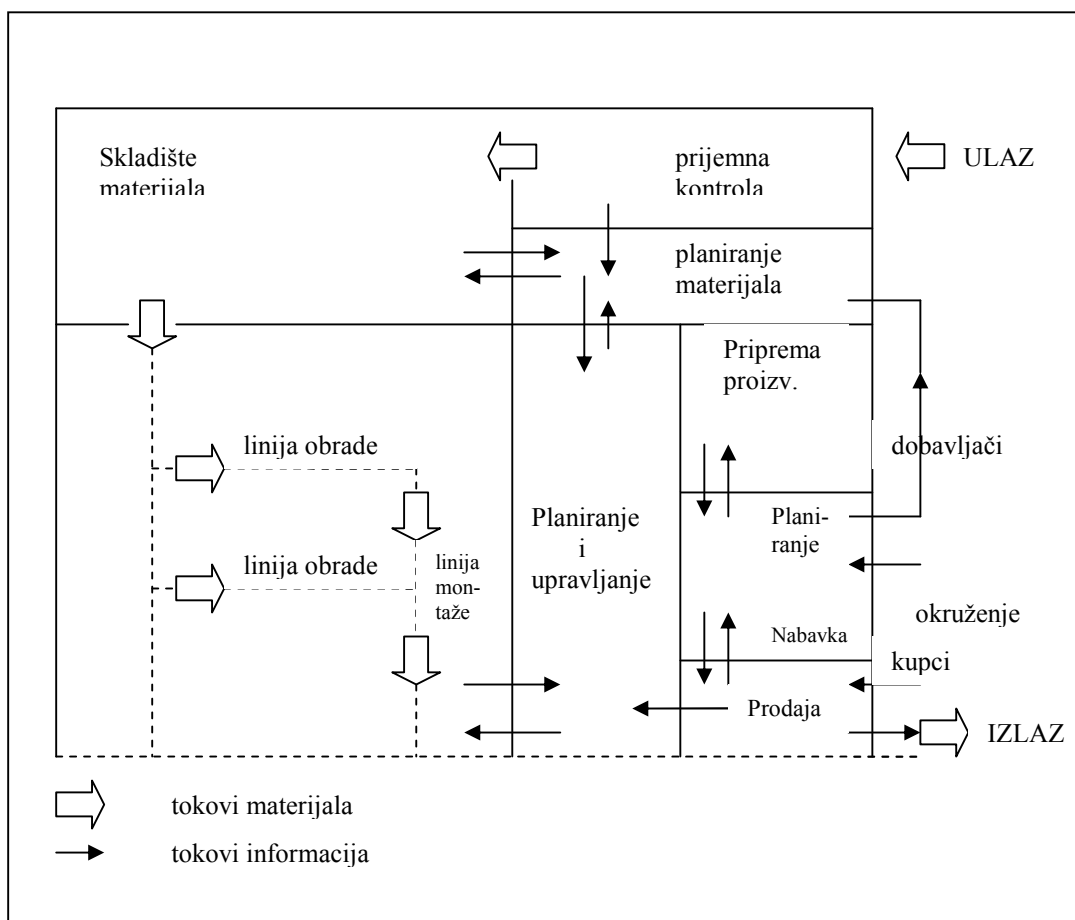 Skladište
materijala
prijemna
kontrola
ULAZ
planiranje
materijala
Priprema
proizv.
linija obrade
dobavljači
Planiranje
i
upravljanje
Plani-
ranje
linija obrade
linija
mon-
taže
okruženje
Nabavka
kupci
Prodaja
IZLAZ
tokovi materijala
tokovi informacija